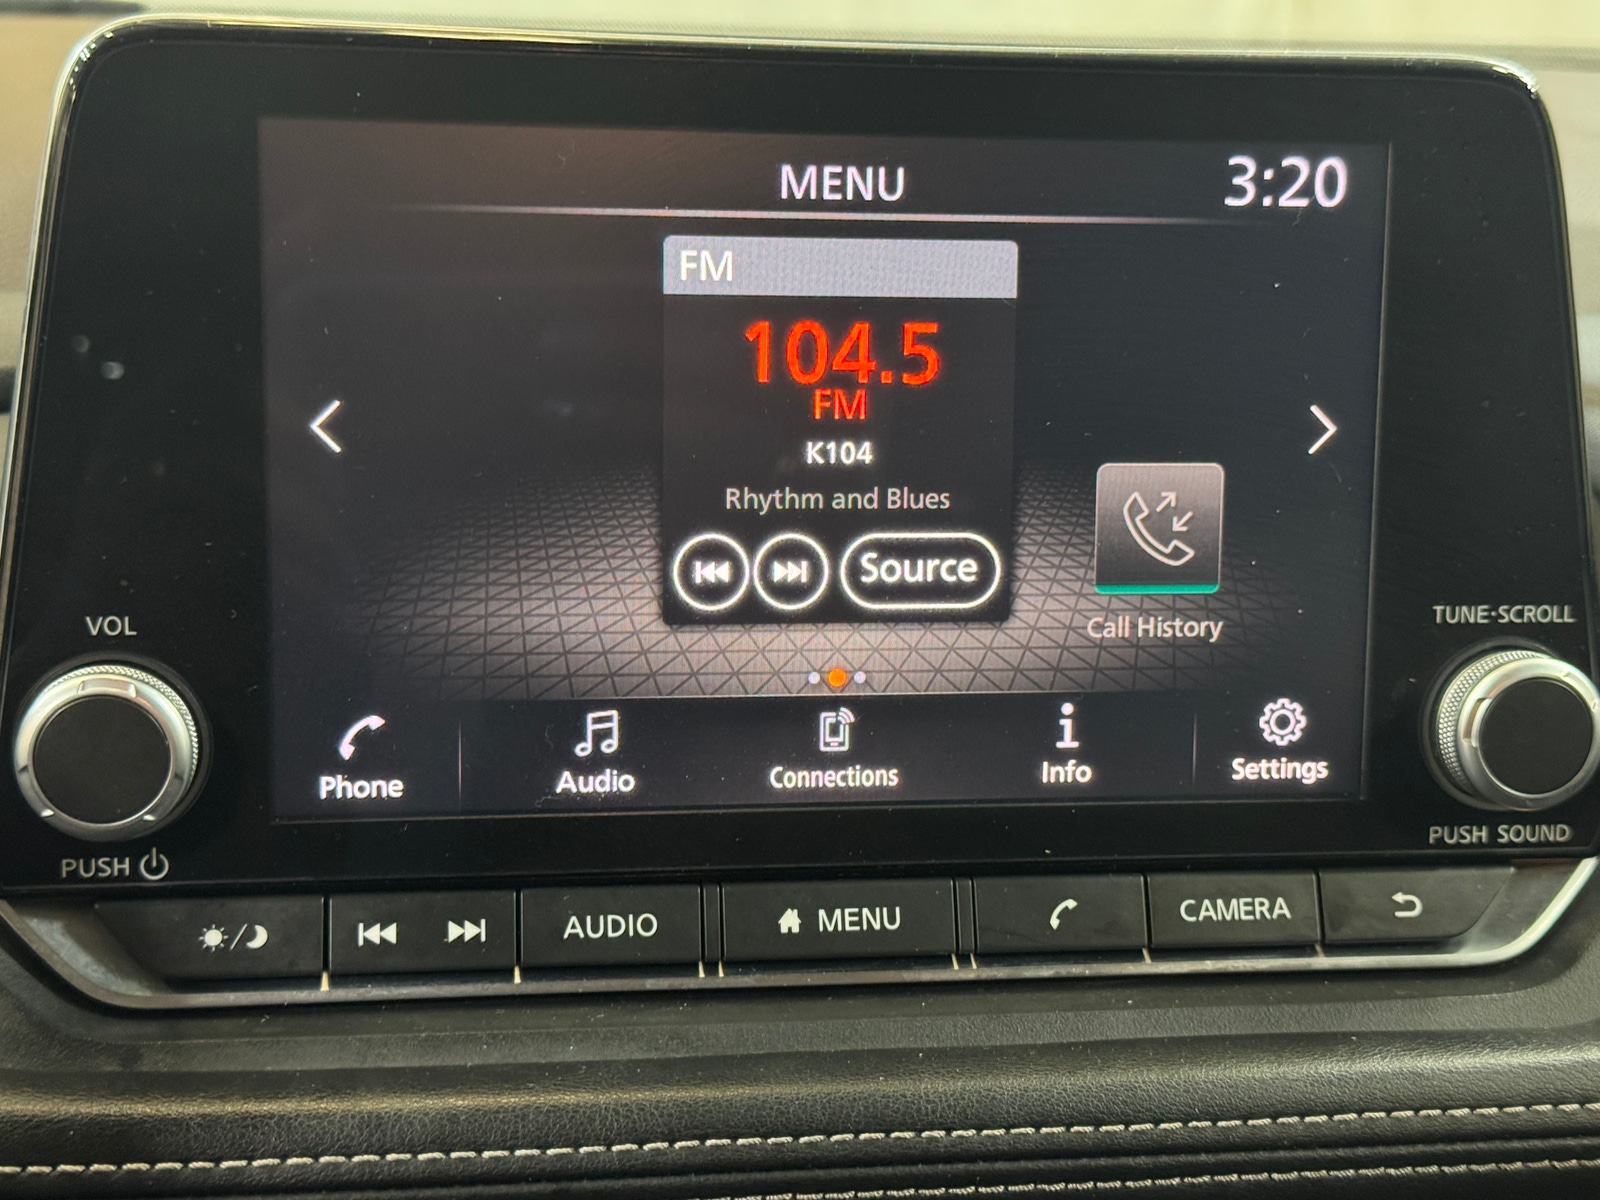 MENU
3:20
FM
104.5
FM
K104
Rhythm and Blues
Source
Call History
VOL
TUNE·SCROLL
Phone
Audio
Connections
Info
Settings
PUSH
PUSH SOUND
AUDIO
MENU
CAMERA